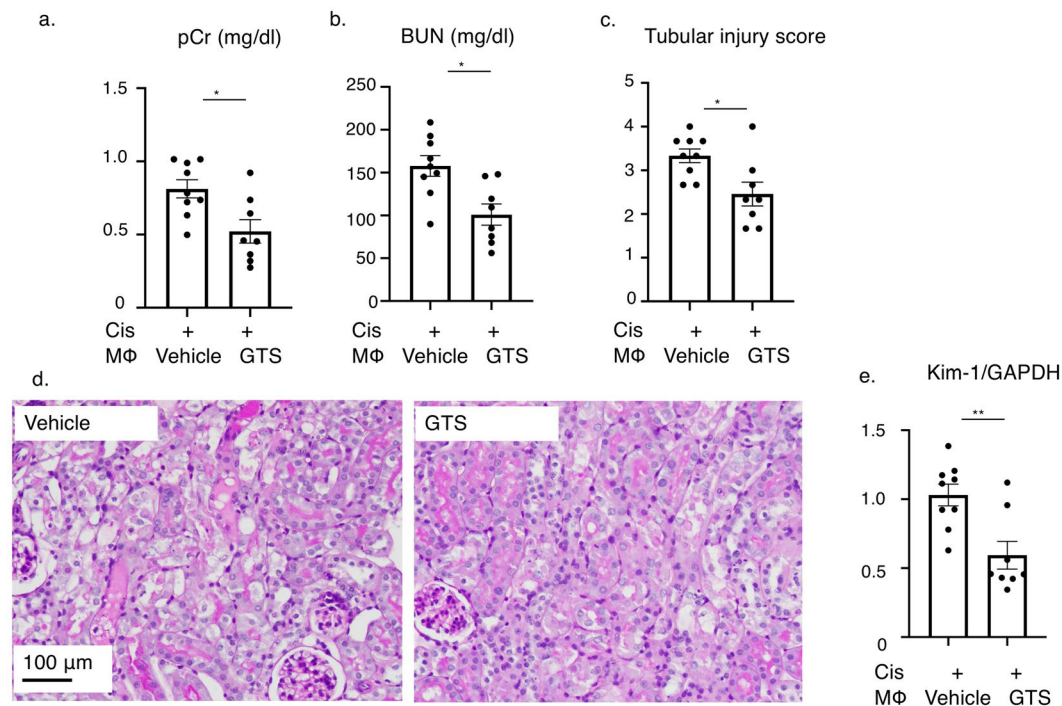 a.
pCr (mg/dl)
*
1.5
1.0
0.5
0
Cis + +
MΦ Vehicle GTS
b.
BUN (mg/dl)
*
250
200
150
100
50
0
+ +
Vehicle GTS
c.
Tubular injury score
*
5
4
3
2
1
0
Cis + +
MΦ Vehicle GTS
d.
Vehicle
100 µm
GTS
e.
Kim-1/GAPDH
**
1.5
1.0
0.5
0
Cis + +
MΦ Vehicle GTS